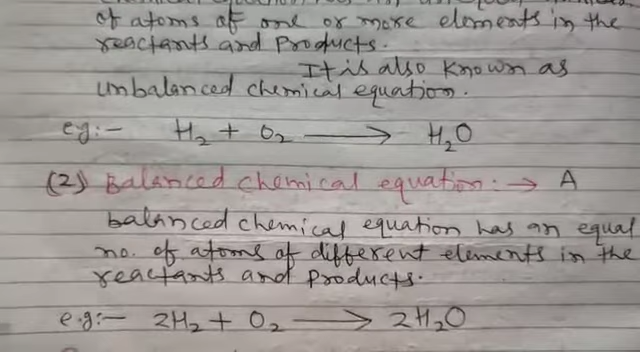 of atoms of one or more elements in the
reactants and Products.
It is also known as
unbalanced chemical equation.
eg:- H₂ + O₂ ⟶ H₂O
(2) Balanced chemical equation: → A
balanced chemical equation has an equal
no. of atoms of different elements in the
reactants and products.
e.g:- 2H₂ + O₂ ⟶ 2H₂O